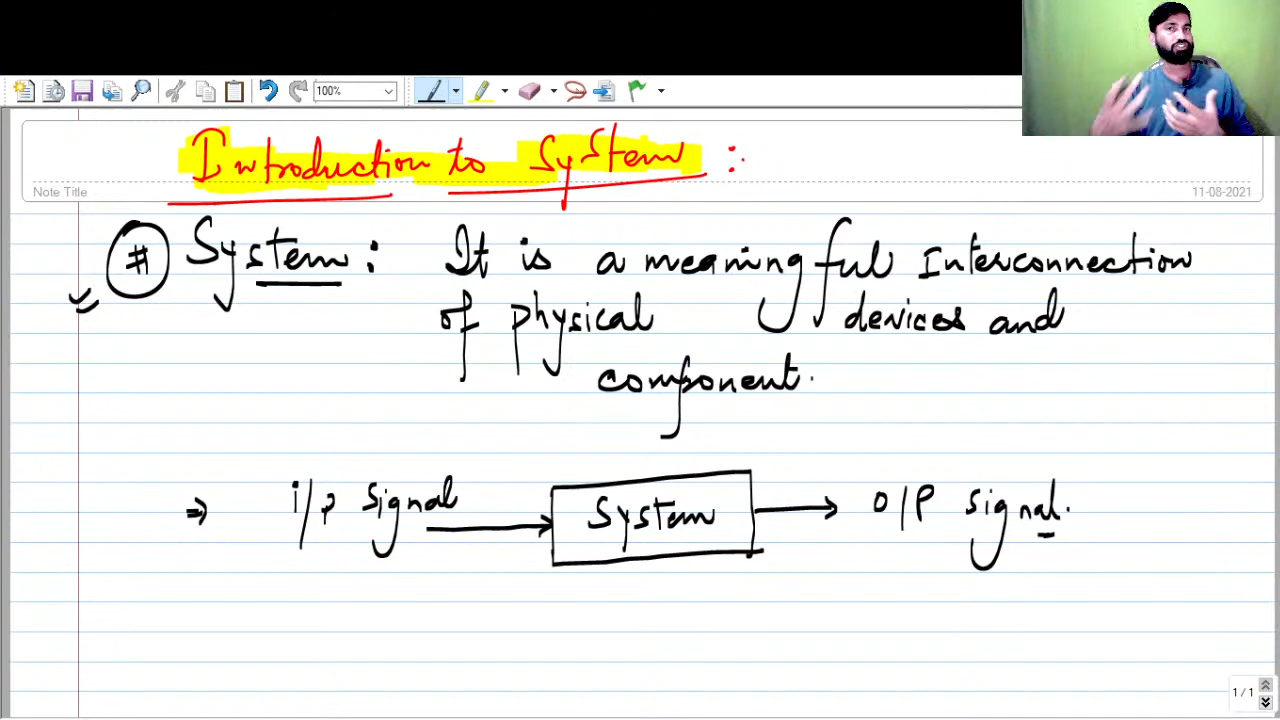 100%
Introduction to System :
Note Title
11-08-2021
# System : It is a meaningful Interconnection
of physical devices and
component.
⇒ i/p signal → System → O/P signal.
1 / 1